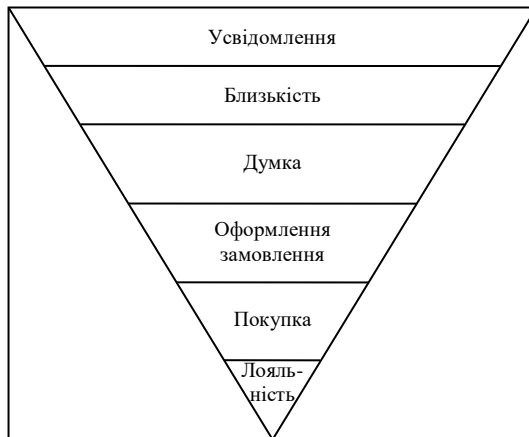 Усвідомлення
Близькість
Думка
Оформлення
замовлення
Покупка
Лояль-
ність